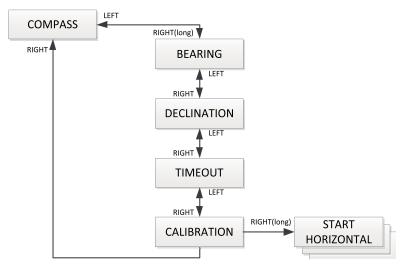 COMPASS
LEFT
RIGHT
RIGHT(long)
BEARING
LEFT
RIGHT
DECLINATION
LEFT
RIGHT
TIMEOUT
LEFT
RIGHT
CALIBRATION
RIGHT(long)
START
HORIZONTAL